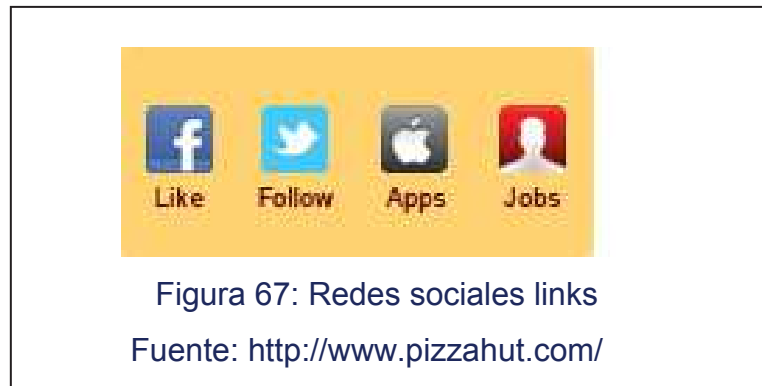 Like Follow Apps Jobs
Figura 67: Redes sociales links
Fuente: http://www.pizzahut.com/